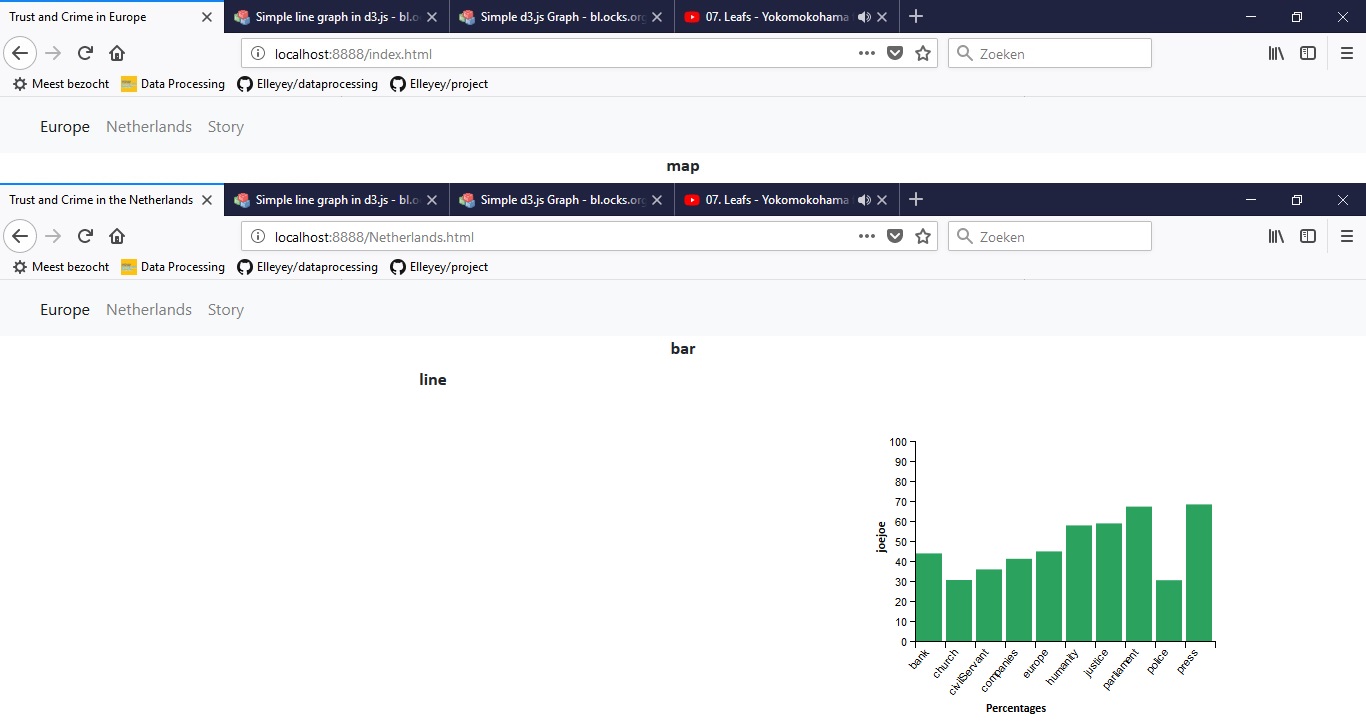 Trust and Crime in Europe
Simple line graph in d3.js - bl.o
Simple d3.js Graph - bl.ocks.org
07. Leafs - Yokomokohama
localhost:8888/index.html
Zoeken
Meest bezocht
Data Processing
Elleyey/dataprocessing
Elleyey/project
Europe
Netherlands
Story
map
Trust and Crime in the Netherlands
Simple line graph in d3.js - bl.o
Simple d3.js Graph - bl.ocks.org
07. Leafs - Yokomokohama
localhost:8888/Netherlands.html
Zoeken
Meest bezocht
Data Processing
Elleyey/dataprocessing
Elleyey/project
Europe
Netherlands
Story
bar
line
100
90
80
70
60
50
40
30
20
10
0
joejoe
bank
church
civilServant
companies
europe
humanity
justice
parliament
police
press
Percentages